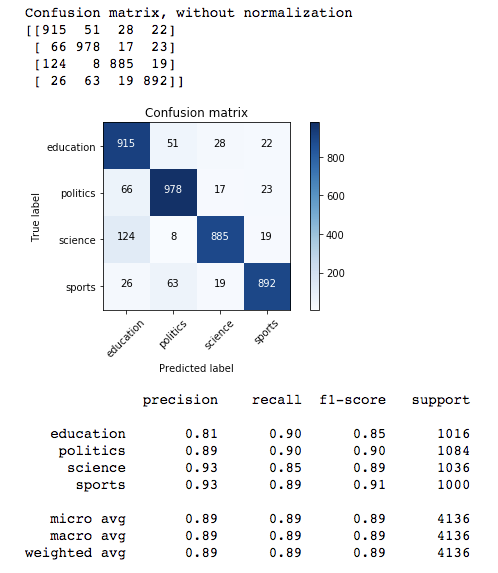 Confusion matrix, without normalization
[[915  51  28  22]
 [ 66 978  17  23]
 [124   8 885  19]
 [ 26  63  19 892]]
Confusion matrix
education 915 51 28 22
politics 66 978 17 23
science 124 8 885 19
sports 26 63 19 892
True label
education politics science sports
Predicted label
800
600
400
200
precision recall f1-score support
education 0.81 0.90 0.85 1016
politics 0.89 0.90 0.90 1084
science 0.93 0.85 0.89 1036
sports 0.93 0.89 0.91 1000
micro avg 0.89 0.89 0.89 4136
macro avg 0.89 0.89 0.89 4136
weighted avg 0.89 0.89 0.89 4136